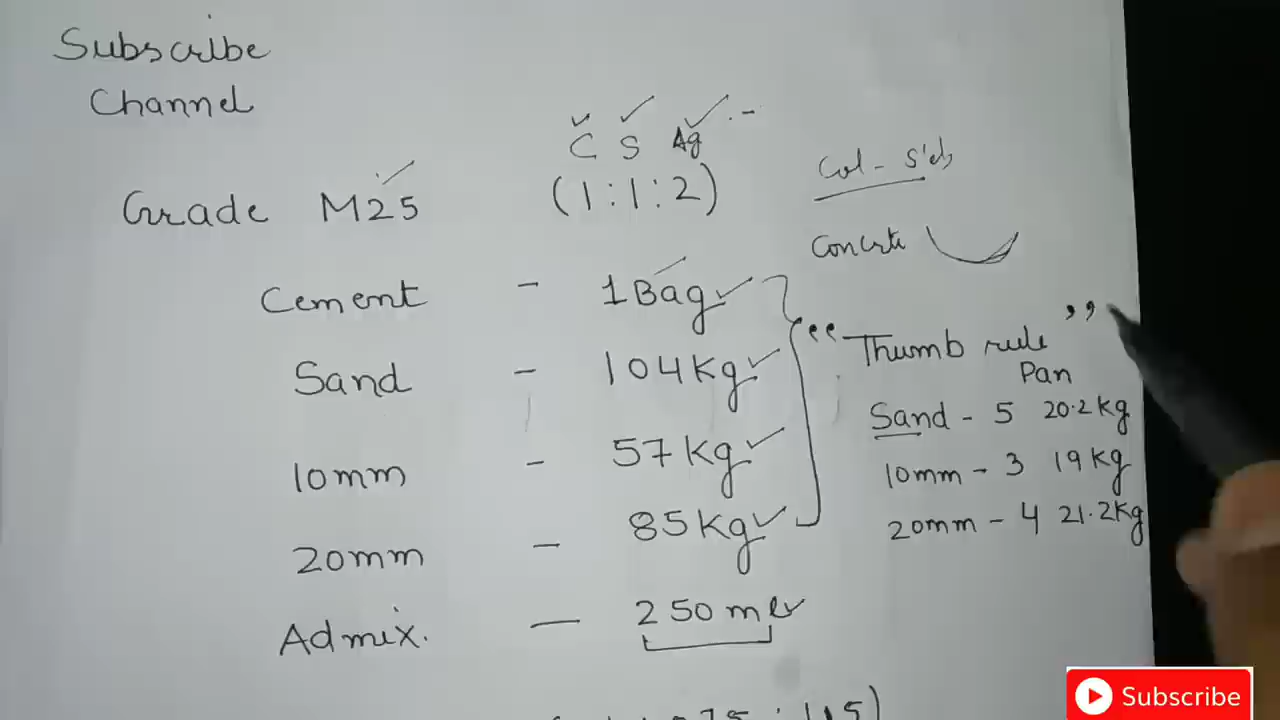 Subscribe
Channel
C S Ag
Grade M25 (1:1:2)
Col - Slab
Concrete
Cement - 1 Bag
Sand - 104 kg
10mm - 57 kg
20mm - 85 kg
Admix. - 250 ml
"Thumb rule"
Pan
Sand - 5 20.2 kg
10mm - 3 19 kg
20mm - 4 21.2 kg
Subscribe